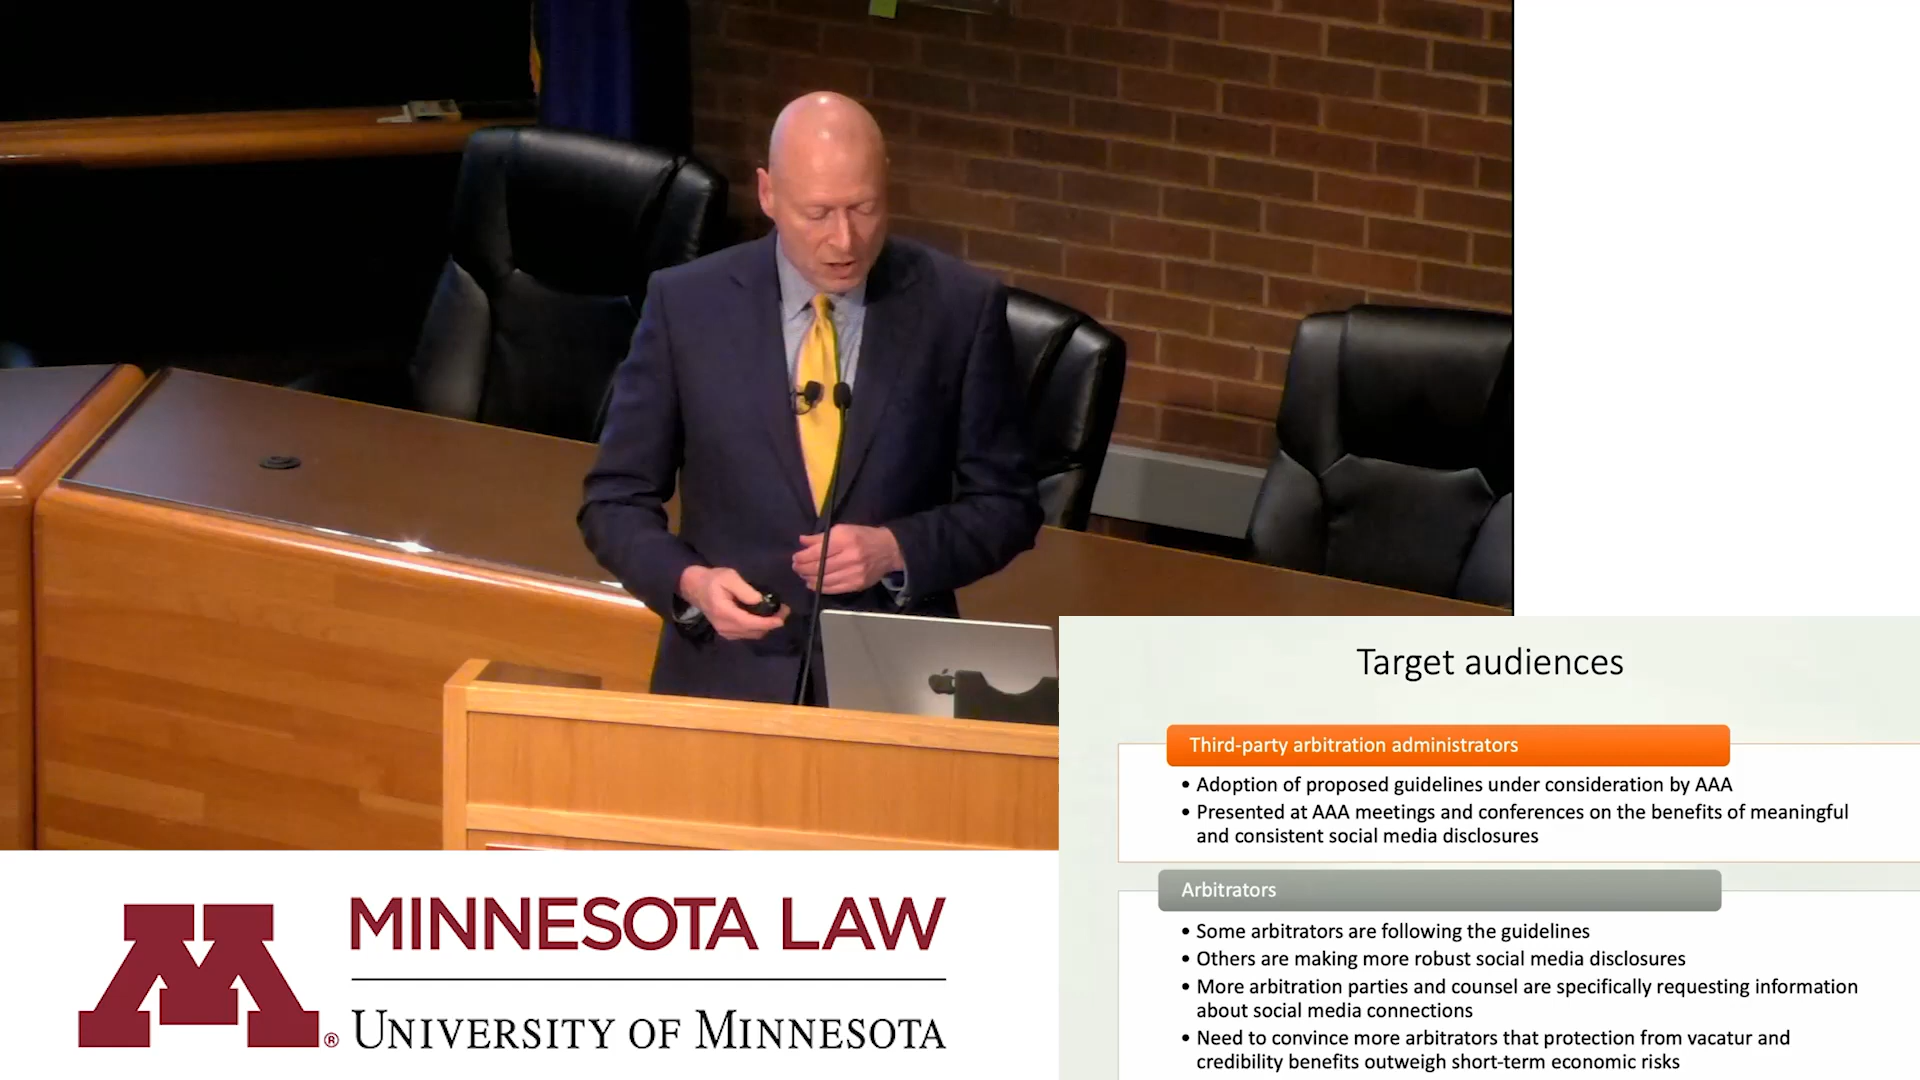 Target audiences
Third-party arbitration administrators
• Adoption of proposed guidelines under consideration by AAA
• Presented at AAA meetings and conferences on the benefits of meaningful
and consistent social media disclosures
Arbitrators
• Some arbitrators are following the guidelines
• Others are making more robust social media disclosures
• More arbitration parties and counsel are specifically requesting information
about social media connections
• Need to convince more arbitrators that protection from vacatur and
credibility benefits outweigh short-term economic risks
M®
MINNESOTA LAW
UNIVERSITY OF MINNESOTA